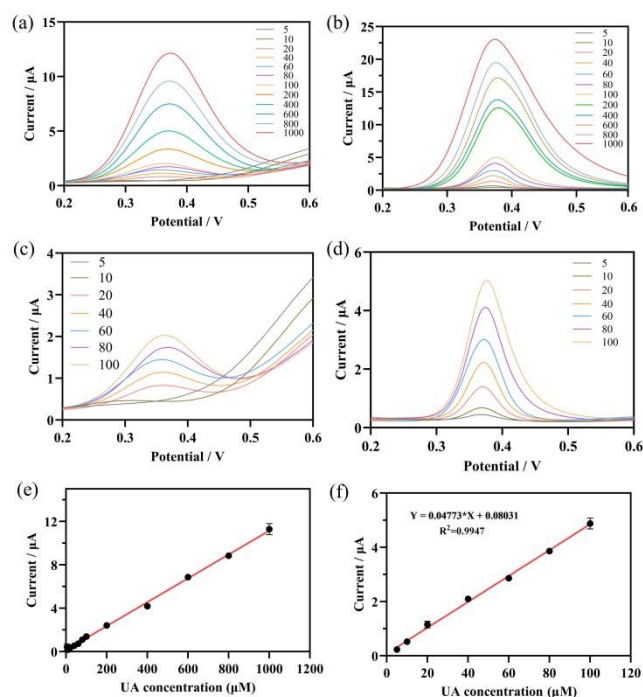 (a)
15
10
5
0
Current / μA
0.2 0.3 0.4 0.5 0.6
Potential / V
5
10
20
40
60
80
100
200
400
600
800
1000
(b)
25
20
15
10
5
0
Current / μA
0.2 0.3 0.4 0.5 0.6
Potential / V
5
10
20
40
60
80
100
200
400
600
800
1000
(c)
4
3
2
1
0
Current / μA
0.2 0.3 0.4 0.5 0.6
Potential / V
5
10
20
40
60
80
100
(d)
6
4
2
0
Current / μA
0.2 0.3 0.4 0.5 0.6
Potential / V
5
10
20
40
60
80
100
(e)
12
8
4
0
Current / μA
0 200 400 600 800 1000
UA concentration (μM)
(f)
6
4
2
0
Current / μA
0 20 40 60 80 100 120
UA concentration (μM)
Y = 0.04773*X + 0.08031
R²=0.9947